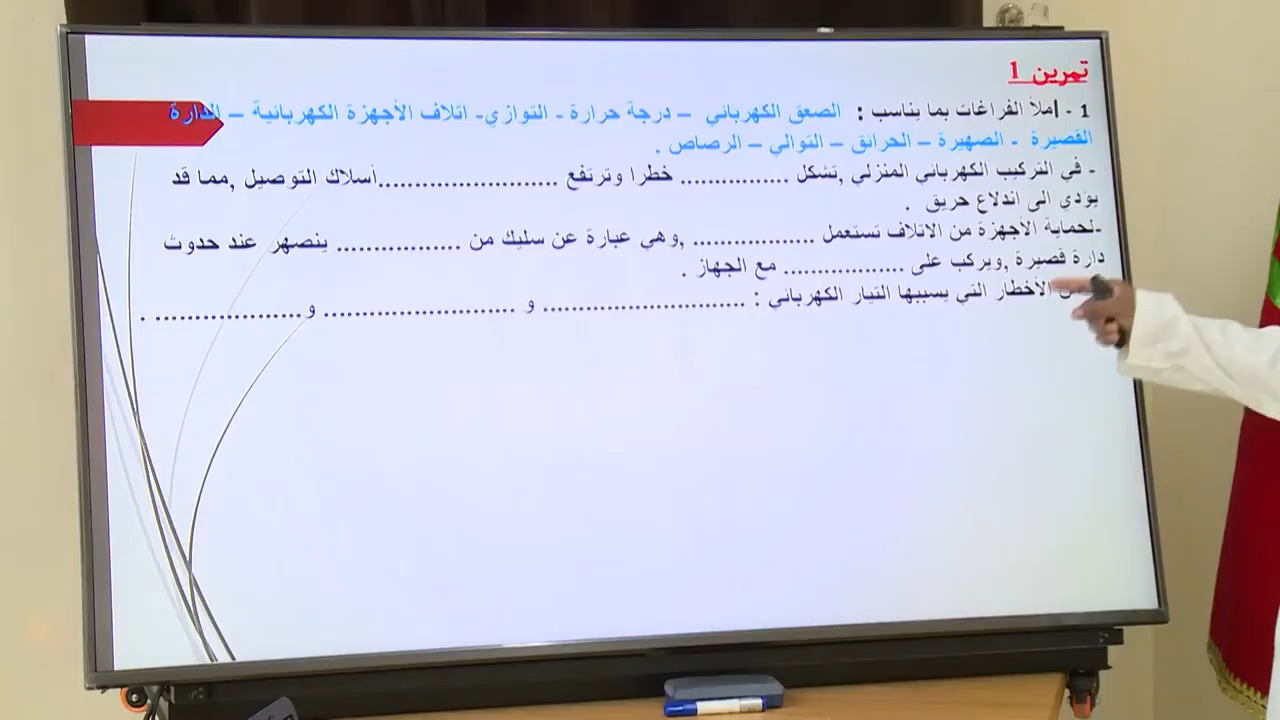 تمرين 1
1 - إملأ الفراغات بما يناسب : الصعق الكهربائي – درجة حرارة - التوازي- اتلاف الأجهزة الكهربائية – الدارة
القصيرة - الصهيرة – الحرائق – التوالي – الرصاص .
- في التركيب الكهربائي المنزلي ,تشكل ................ خطرا وترتفع ..........................أسلاك التوصيل ,مما قد
يؤدي الى اندلاع حريق .
-لحماية الأجهزة من الاتلاف تستعمل .................. ,وهي عبارة عن سليك من .................. ينصهر عند حدوث
دارة قصيرة ,ويركب على .................. مع الجهاز .
الأخطار التي يسببها التيار الكهربائي : ............................. و ............................ و..................... .